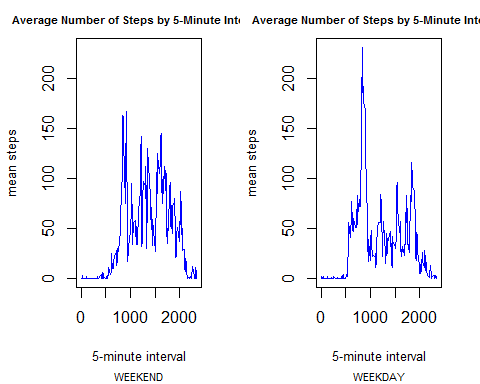 Average Number of Steps by 5-Minute Inte
Average Number of Steps by 5-Minute Inte
mean steps
0
50
100
150
200
0
1000
2000
5-minute interval
WEEKEND
mean steps
0
50
100
150
200
0
1000
2000
5-minute interval
WEEKDAY